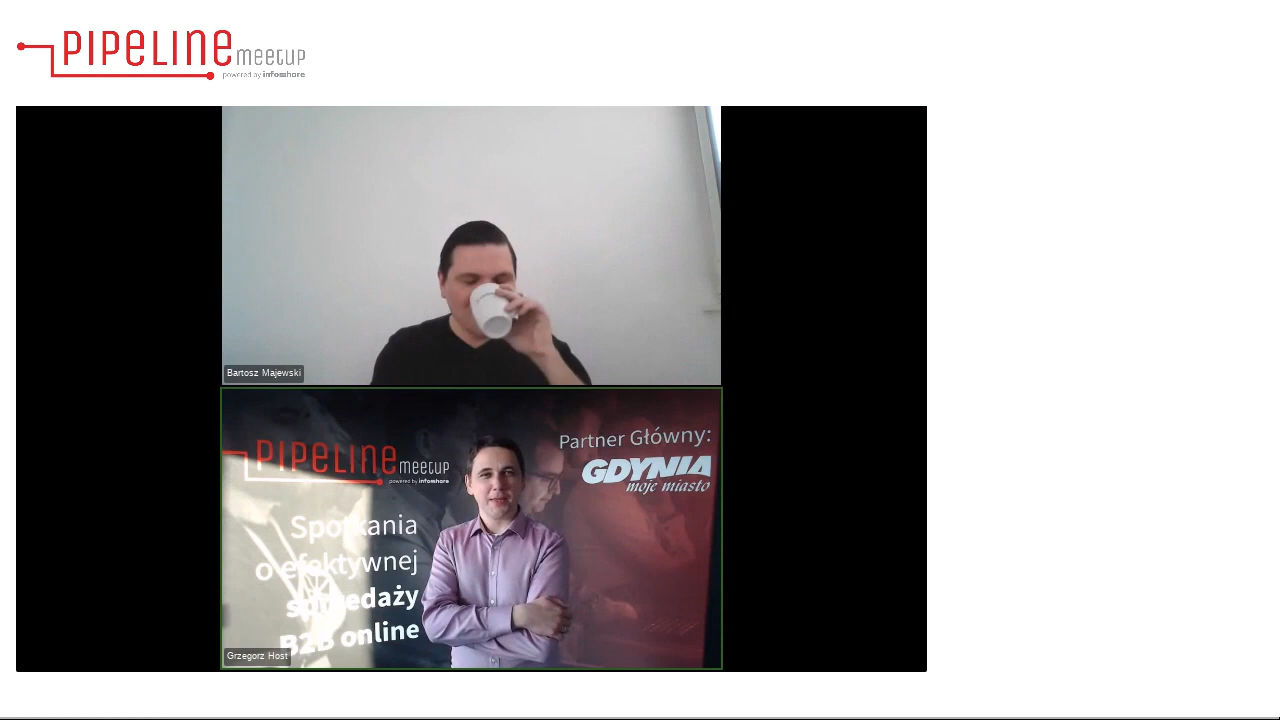 PIPELINE meetup
powered by infoshare
Bartosz Majewski
PIPELINE meetup
powered by infoshare
Partner Główny:
GDYNIA
moje miasto
Spotkania
o efektywnej
sprzedaży
B2B online
Grzegorz Host